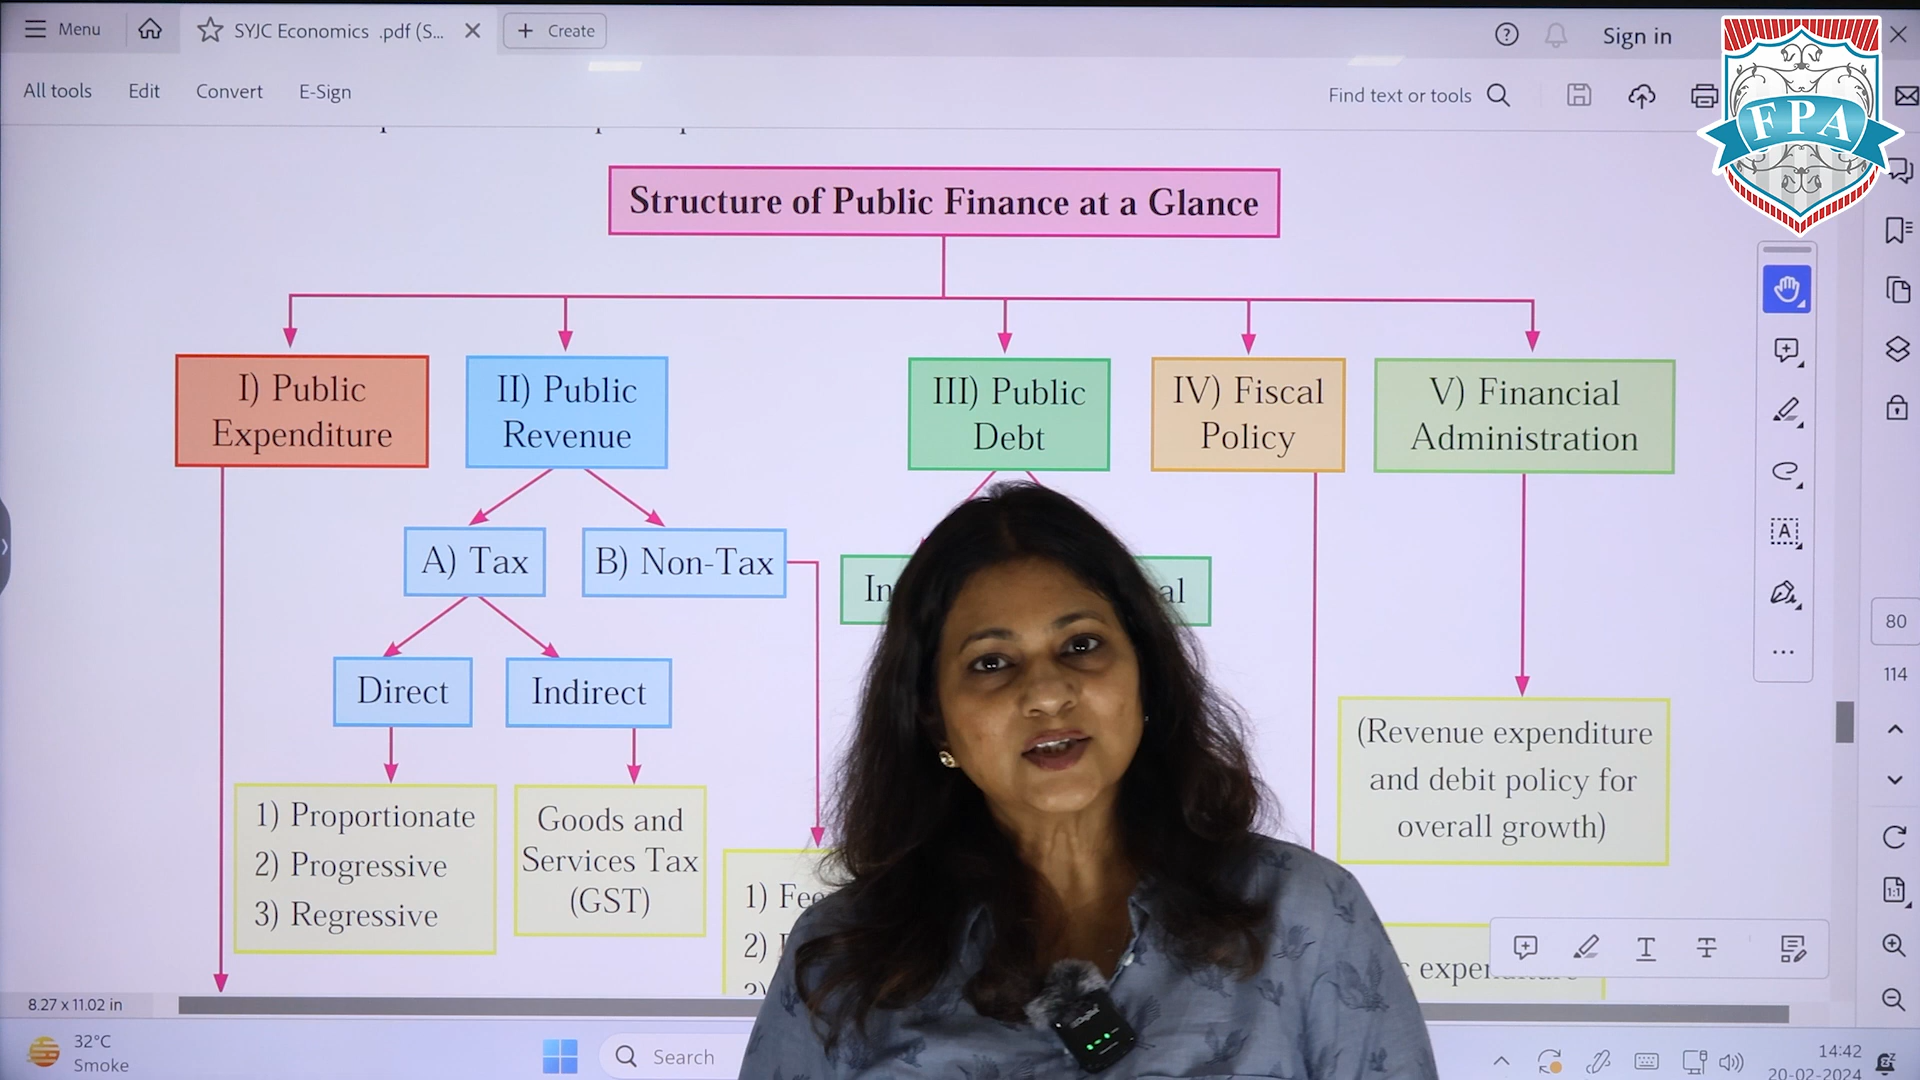 Menu
SYJC Economics .pdf (S...
Create
Sign in
All tools
Edit
Convert
E-Sign
Find text or tools
FPA
Structure of Public Finance at a Glance
I) Public
Expenditure
II) Public
Revenue
III) Public
Debt
IV) Fiscal
Policy
V) Financial
Administration
A) Tax
B) Non-Tax
In
al
Direct
Indirect
1) Proportionate
2) Progressive
3) Regressive
Goods and
Services Tax
(GST)
1) Fee
2)
(Revenue expenditure
and debit policy for
overall growth)
80
114
8.27 x 11.02 in
32°C
Smoke
Search
14:42
20-02-2024